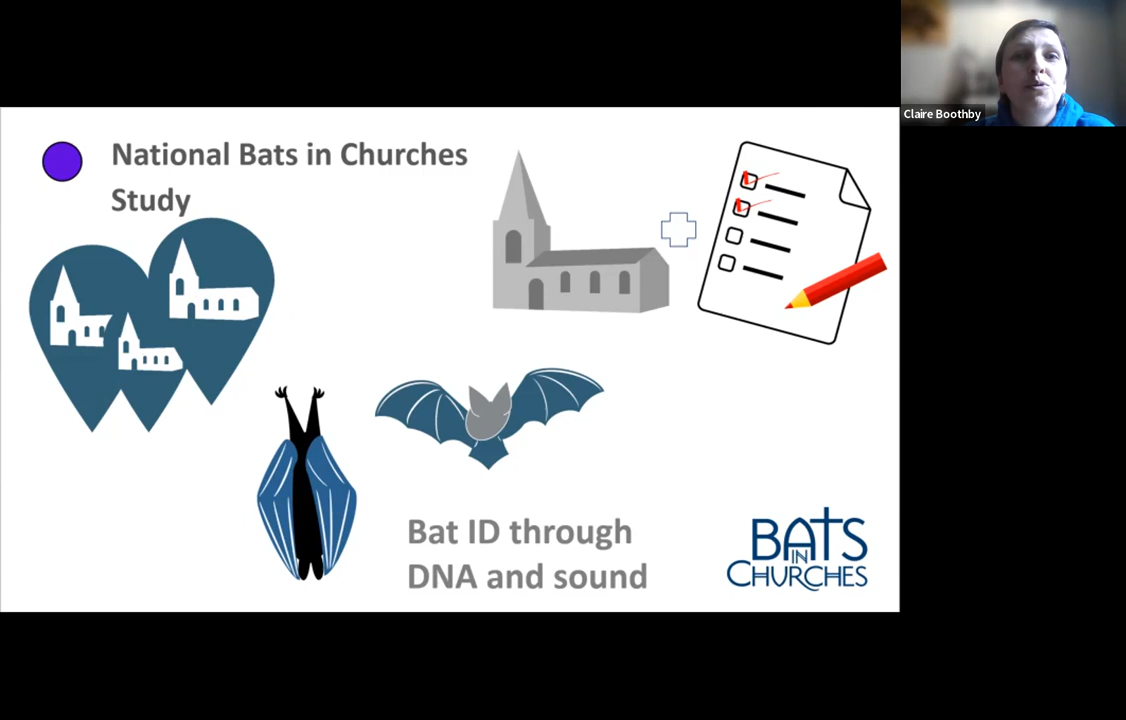 Claire Boothby
National Bats in Churches
Study
Bat ID through
DNA and sound
BATS
IN
CHURCHES